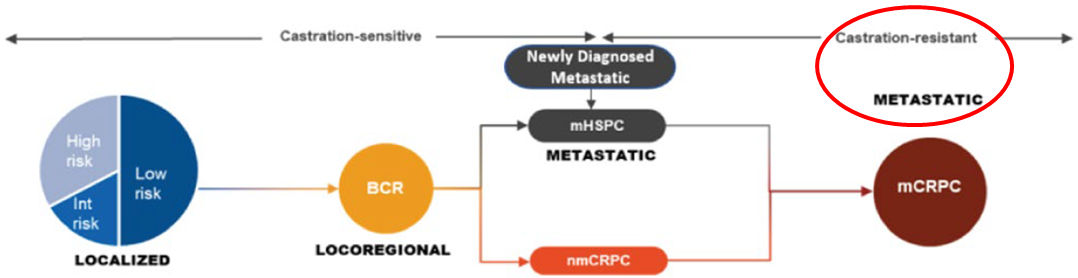 Castration-sensitive
Castration-resistant
Newly Diagnosed
Metastatic
METASTATIC
High
risk
Low
risk
Int
risk
LOCALIZED
BCR
LOCOREGIONAL
mHSPC
METASTATIC
nmCRPC
mCRPC